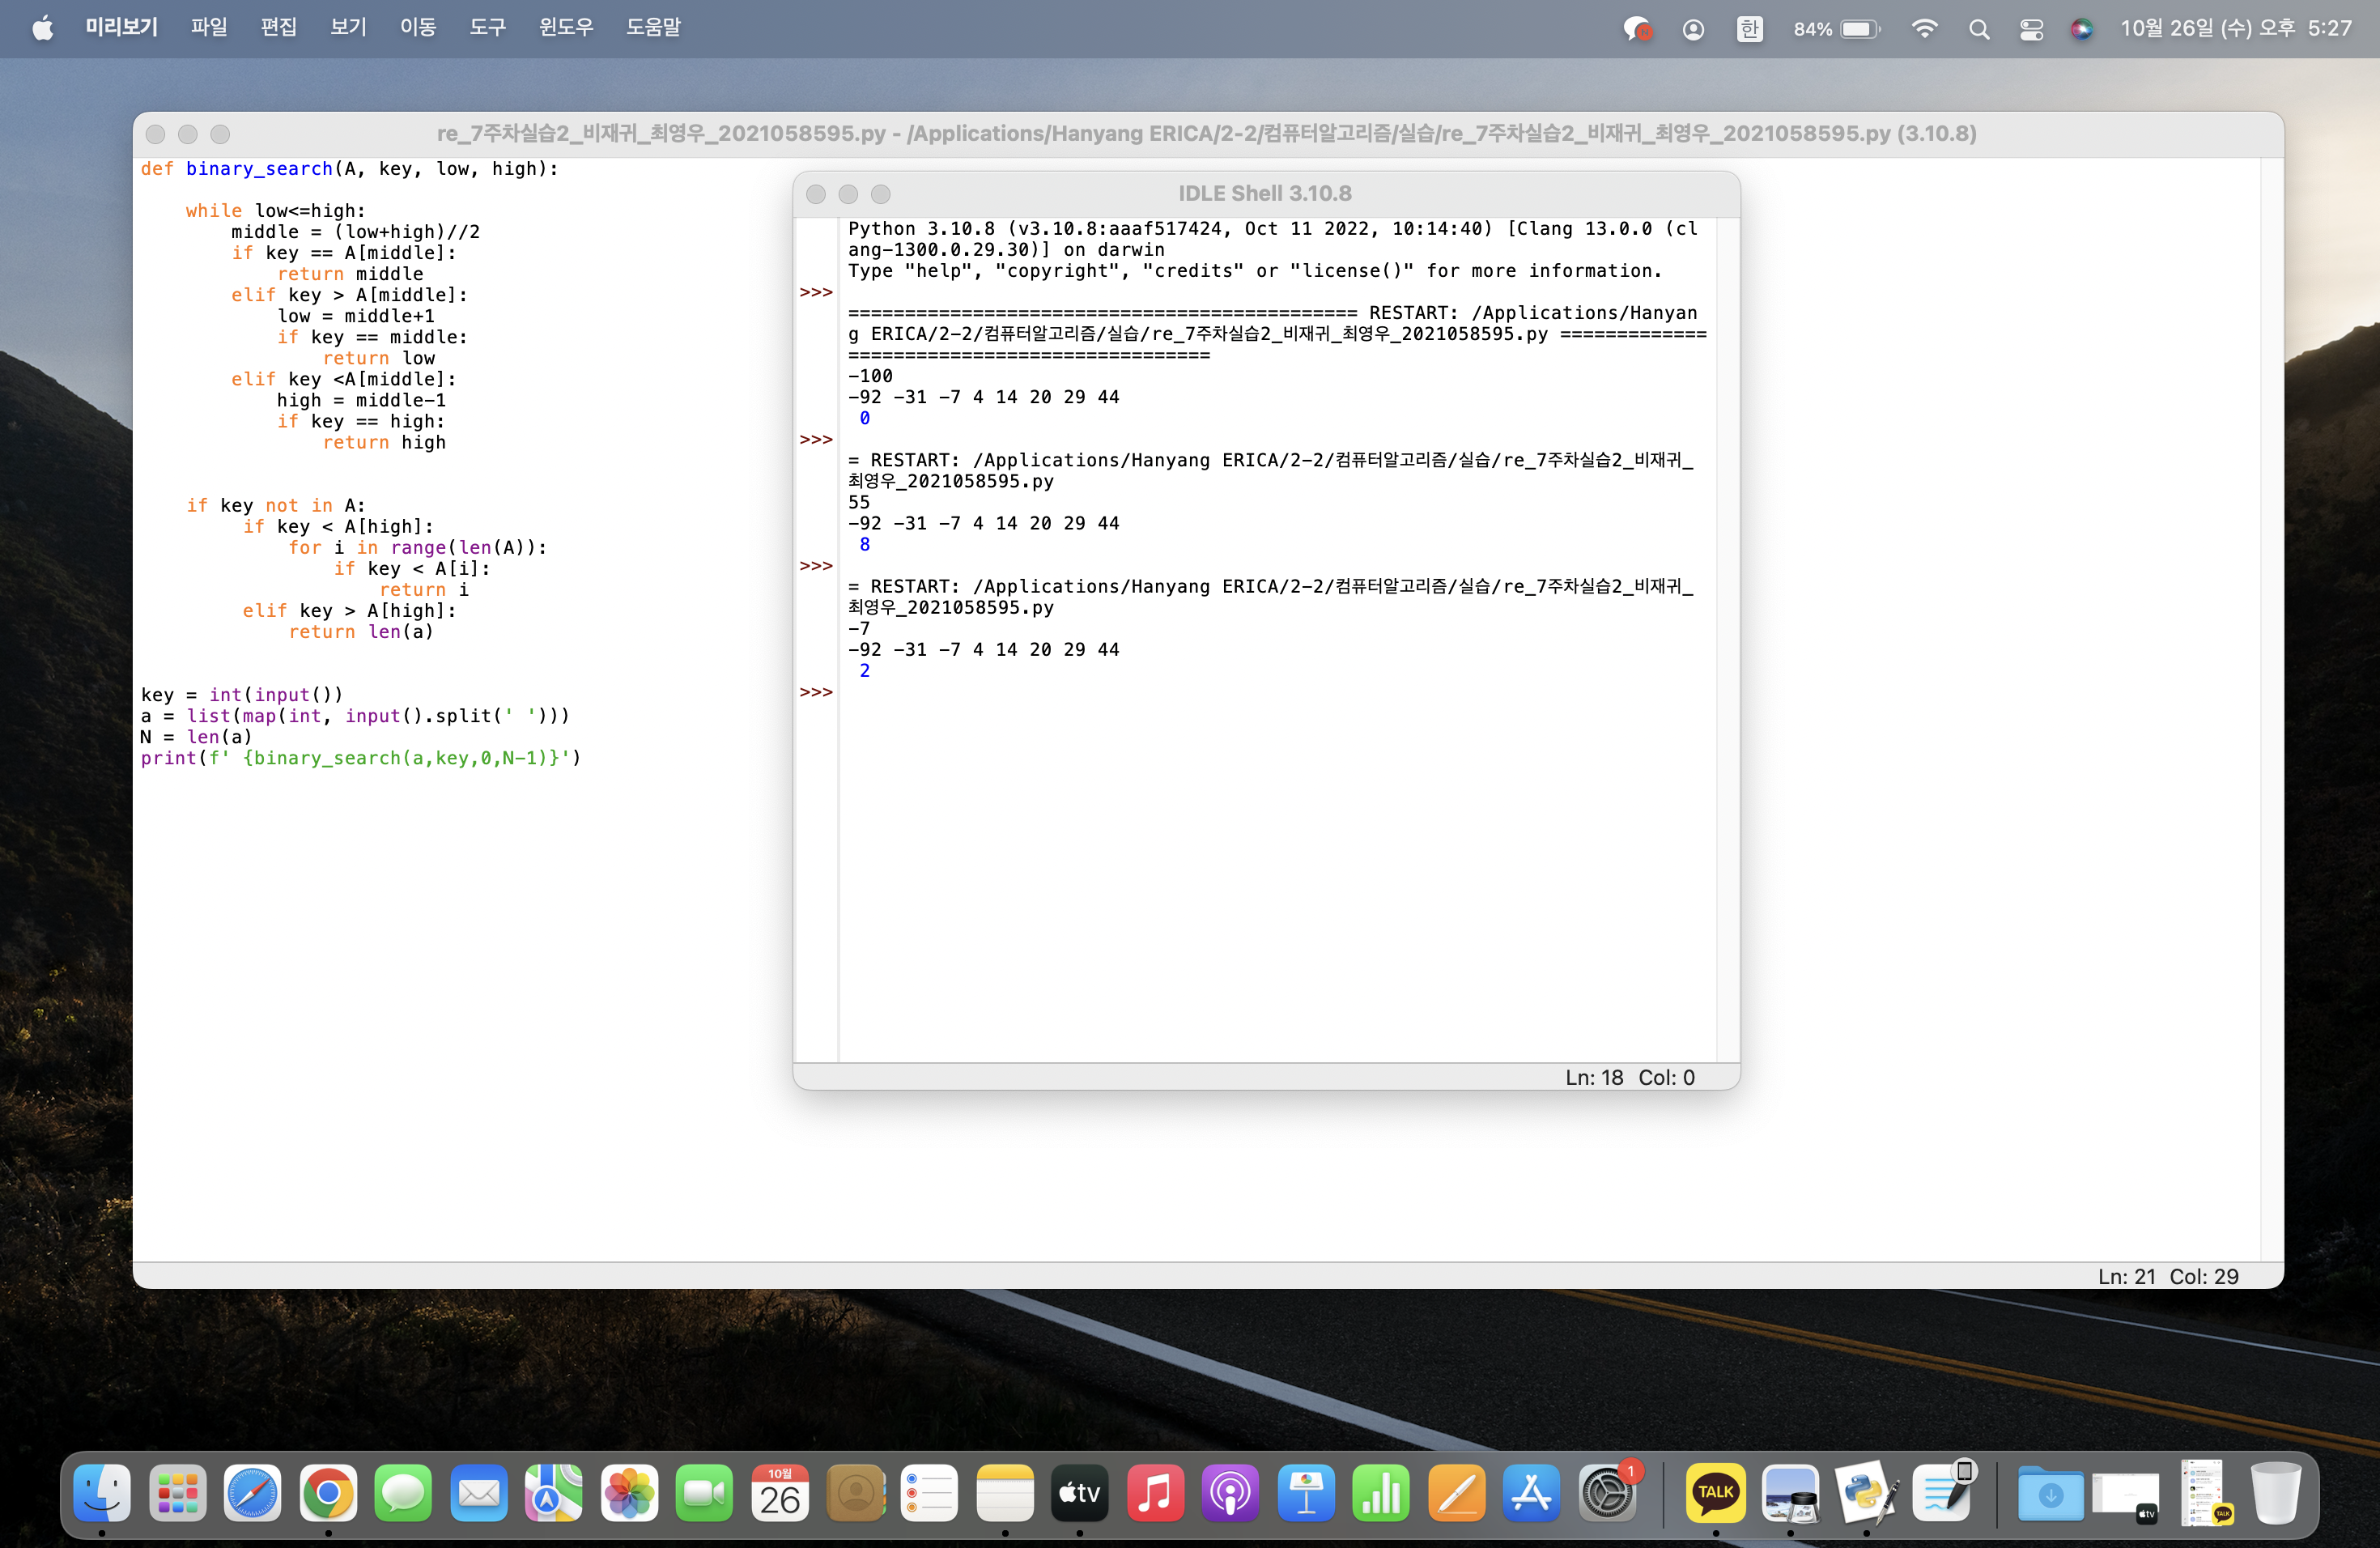 미리보기 파일 편집 보기 이동 도구 윈도우 도움말 한 84% 10월 26일 (수) 오후 5:27
re_7주차실습2_비재귀_최영우_2021058595.py - /Applications/Hanyang ERICA/2-2/컴퓨터알고리즘/실습/re_7주차실습2_비재귀_최영우_2021058595.py (3.10.8)
def binary_search(A, key, low, high):
    while low<=high:
        middle = (low+high)//2
        if key == A[middle]:
            return middle
        elif key > A[middle]:
            low = middle+1
            if key == middle:
                return low
        elif key <A[middle]:
            high = middle-1
            if key == high:
                return high
    if key not in A:
         if key < A[high]:
             for i in range(len(A)):
                 if key < A[i]:
                     return i
         elif key > A[high]:
             return len(a)
key = int(input())
a = list(map(int, input().split(' ')))
N = len(a)
print(f' {binary_search(a,key,0,N-1)}')
Ln: 21 Col: 29
IDLE Shell 3.10.8
Python 3.10.8 (v3.10.8:aaaf517424, Oct 11 2022, 10:14:40) [Clang 13.0.0 (cl
ang-1300.0.29.30)] on darwin
Type "help", "copyright", "credits" or "license()" for more information.
>>>
============================================= RESTART: /Applications/Hanyan
g ERICA/2-2/컴퓨터알고리즘/실습/re_7주차실습2_비재귀_최영우_2021058595.py =============
================================
-100
-92 -31 -7 4 14 20 29 44
 0
>>>
= RESTART: /Applications/Hanyang ERICA/2-2/컴퓨터알고리즘/실습/re_7주차실습2_비재귀_
최영우_2021058595.py
55
-92 -31 -7 4 14 20 29 44
 8
>>>
= RESTART: /Applications/Hanyang ERICA/2-2/컴퓨터알고리즘/실습/re_7주차실습2_비재귀_
최영우_2021058595.py
-7
-92 -31 -7 4 14 20 29 44
 2
>>>
Ln: 18 Col: 0
10월
26
tv
1
TALK
tv
TALK